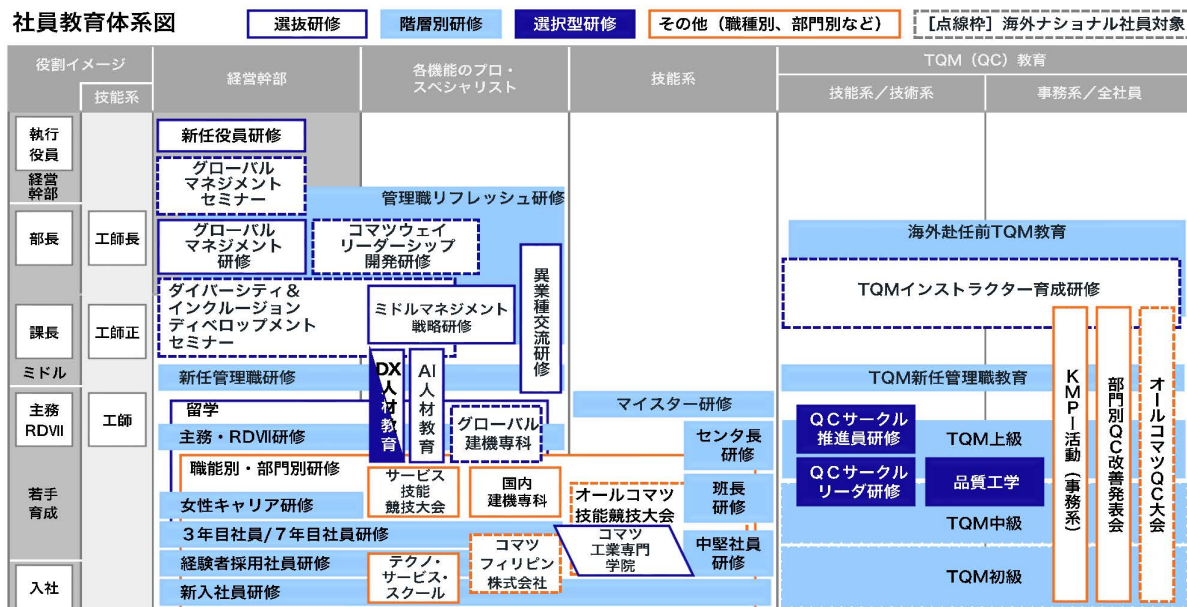 社員教育体系図
選抜研修
階層別研修
選択型研修
その他（職種別、部門別など）
［点線枠］海外ナショナル社員対象
役割イメージ
技能系
経営幹部
各機能のプロ・
スペシャリスト
技能系
TQM（QC）教育
技能系／技術系
事務系／全社員
執行
役員
経営
幹部
部長
工師長
課長
工師正
ミドル
主務
RDⅦ
工師
若手
育成
入社
新任役員研修
グローバル
マネジメント
セミナー
管理職リフレッシュ研修
グローバル
マネジメント
研修
コマツウェイ
リーダーシップ
開発研修
異業種交流研修
ダイバーシティ＆
インクルージョン
ディベロップメント
セミナー
ミドルマネジメント
戦略研修
新任管理職研修
DX人材教育
AI人材教育
留学
主務・RDⅦ研修
グローバル
建機専科
職能別・部門別研修
サービス
技能
競技大会
国内
建機専科
女性キャリア研修
３年目社員/７年目社員研修
経験者採用社員研修
新入社員研修
テクノ・
サービス・
スクール
コマツ
フィリピン
株式会社
マイスター研修
センタ長
研修
班長
研修
中堅社員
研修
オールコマツ
技能競技大会
コマツ
工業専門
学院
海外赴任前TQM教育
TQMインストラクター育成研修
TQM新任管理職教育
QCサークル
推進員研修
TQM上級
QCサークル
リーダ研修
品質工学
TQM中級
TQM初級
KMPI活動（事務系）
部門別QC改善発表会
オールコマツQC大会